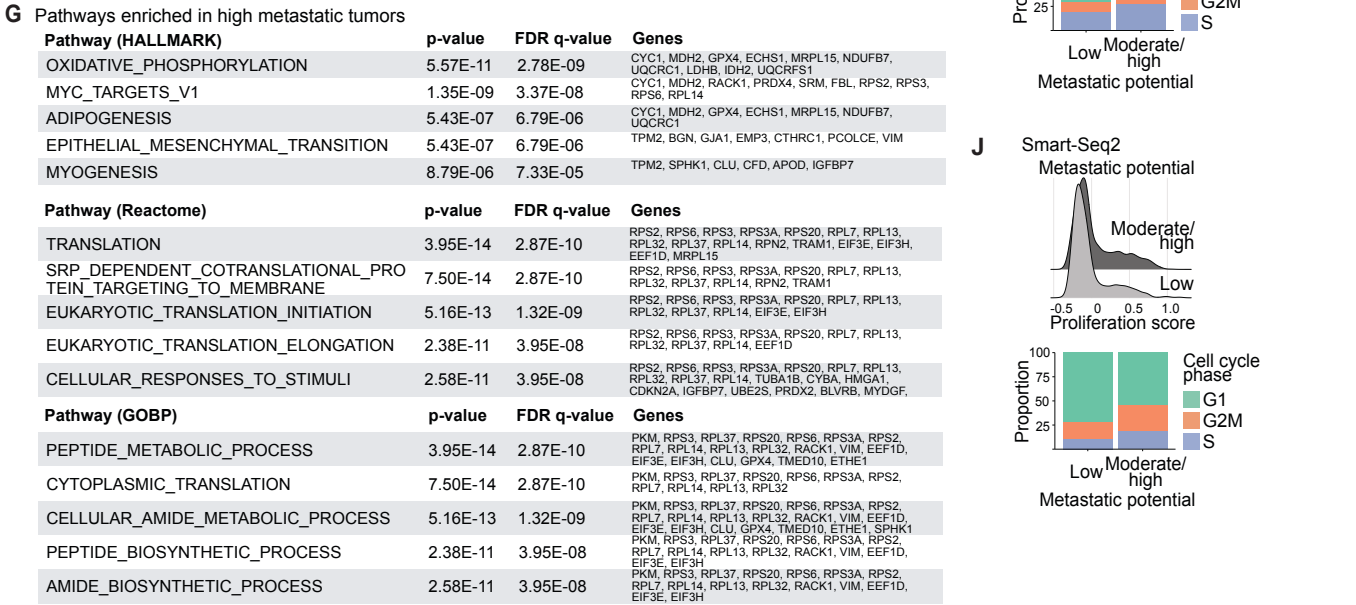 G Pathways enriched in high metastatic tumors
Pathway (HALLMARK) p-value FDR q-value Genes
OXIDATIVE_PHOSPHORYLATION 5.57E-11 2.78E-09 CYC1, MDH2, GPX4, ECHS1, MRPL15, NDUFB7,
UQCRC1, LDHB, IDH2, UQCRFS1
MYC_TARGETS_V1 1.35E-09 3.37E-08 CYC1, MDH2, RACK1, PRDX4, SRM, FBL, RPS2, RPS3,
RPS6, RPL14
ADIPOGENESIS 5.43E-07 6.79E-06 CYC1, MDH2, GPX4, ECHS1, MRPL15, NDUFB7,
UQCRC1
EPITHELIAL_MESENCHYMAL_TRANSITION 5.43E-07 6.79E-06 TPM2, BGN, GJA1, EMP3, CTHRC1, PCOLCE, VIM
MYOGENESIS 8.79E-06 7.33E-05 TPM2, SPHK1, CLU, CFD, APOD, IGFBP7
Pathway (Reactome) p-value FDR q-value Genes
TRANSLATION 3.95E-14 2.87E-10 RPS2, RPS6, RPS3, RPS3A, RPS20, RPL7, RPL13,
RPL32, RPL37, RPL14, RPN2, TRAM1, EIF3E, EIF3H,
EEF1D, MRPL15
SRP_DEPENDENT_COTRANSLATIONAL_PRO
TEIN_TARGETING_TO_MEMBRANE 7.50E-14 2.87E-10 RPS2, RPS6, RPS3, RPS3A, RPS20, RPL7, RPL13,
RPL32, RPL37, RPL14, RPN2, TRAM1
EUKARYOTIC_TRANSLATION_INITIATION 5.16E-13 1.32E-09 RPS2, RPS6, RPS3, RPS3A, RPS20, RPL7, RPL13,
RPL32, RPL37, RPL14, EIF3E, EIF3H
EUKARYOTIC_TRANSLATION_ELONGATION 2.38E-11 3.95E-08 RPS2, RPS6, RPS3, RPS3A, RPS20, RPL7, RPL13,
RPL32, RPL37, RPL14, EEF1D
CELLULAR_RESPONSES_TO_STIMULI 2.58E-11 3.95E-08 RPS2, RPS6, RPS3, RPS3A, RPS20, RPL7, RPL13,
RPL32, RPL37, RPL14, TUBA1B, CYBA, HMGA1,
CDKN2A, IGFBP7, UBE2S, PRDX2, BLVRB, MYDGF,
Pathway (GOBP) p-value FDR q-value Genes
PEPTIDE_METABOLIC_PROCESS 3.95E-14 2.87E-10 PKM, RPS3, RPL37, RPS20, RPS6, RPS3A, RPS2,
RPL7, RPL14, RPL13, RPL32, RACK1, VIM, EEF1D,
EIF3E, EIF3H, CLU, GPX4, TMED10, ETHE1
CYTOPLASMIC_TRANSLATION 7.50E-14 2.87E-10 PKM, RPS3, RPL37, RPS20, RPS6, RPS3A, RPS2,
RPL7, RPL14, RPL13, RPL32
CELLULAR_AMIDE_METABOLIC_PROCESS 5.16E-13 1.32E-09 PKM, RPS3, RPL37, RPS20, RPS6, RPS3A, RPS2,
RPL7, RPL14, RPL13, RPL32, RACK1, VIM, EEF1D,
EIF3E, EIF3H, CLU, GPX4, TMED10, ETHE1, SPHK1
PEPTIDE_BIOSYNTHETIC_PROCESS 2.38E-11 3.95E-08 PKM, RPS3, RPL37, RPS20, RPS6, RPS3A, RPS2,
RPL7, RPL14, RPL13, RPL32, RACK1, VIM, EEF1D,
EIF3E, EIF3H
AMIDE_BIOSYNTHETIC_PROCESS 2.58E-11 3.95E-08 PKM, RPS3, RPL37, RPS20, RPS6, RPS3A, RPS2,
RPL7, RPL14, RPL13, RPL32, RACK1, VIM, EEF1D,
EIF3E, EIF3H
25
G2M
S
Low Moderate/
high
Metastatic potential
J Smart-Seq2
Metastatic potential
Moderate/
high
Low
-0.5 0 0.5 1.0
Proliferation score
Proportion
100
75
50
25
Cell cycle
phase
G1
G2M
S
Low Moderate/
high
Metastatic potential